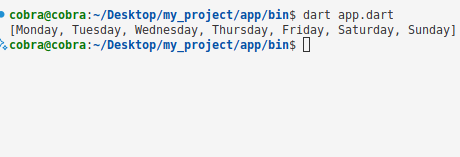 cobra@cobra:~/Desktop/my_project/app/bin$ dart app.dart
[Monday, Tuesday, Wednesday, Thursday, Friday, Saturday, Sunday]
cobra@cobra:~/Desktop/my_project/app/bin$